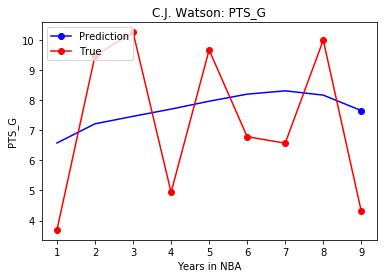 C.J. Watson: PTS_G
Prediction
True
PTS_G
10
9
8
7
6
5
4
1 2 3 4 5 6 7 8 9
Years in NBA